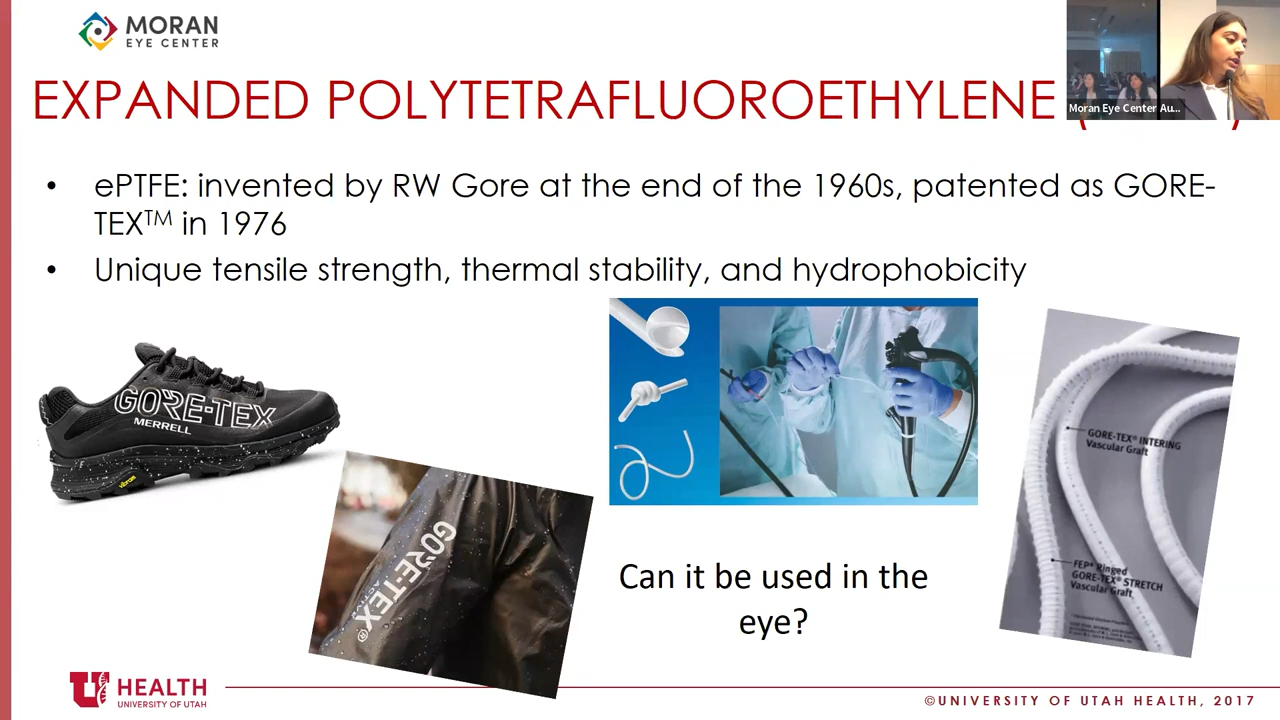 MORAN
EYE CENTER
EXPANDED POLYTETRAFLUOROETHYLENE
Moran Eye Center Au...
• ePTFE: invented by RW Gore at the end of the 1960s, patented as GORE-
TEX™ in 1976
• Unique tensile strength, thermal stability, and hydrophobicity
GORE-TEX
MERRELL
vibram
GORE-TEX®
ACTIVE
GORE-TEX® INTERING
Vascular Graft
FEP* Ringed
GORE-TEX® STRETCH
Vascular Graft
Can it be used in the
eye?
U HEALTH
UNIVERSITY OF UTAH
©UNIVERSITY OF UTAH HEALTH, 2017